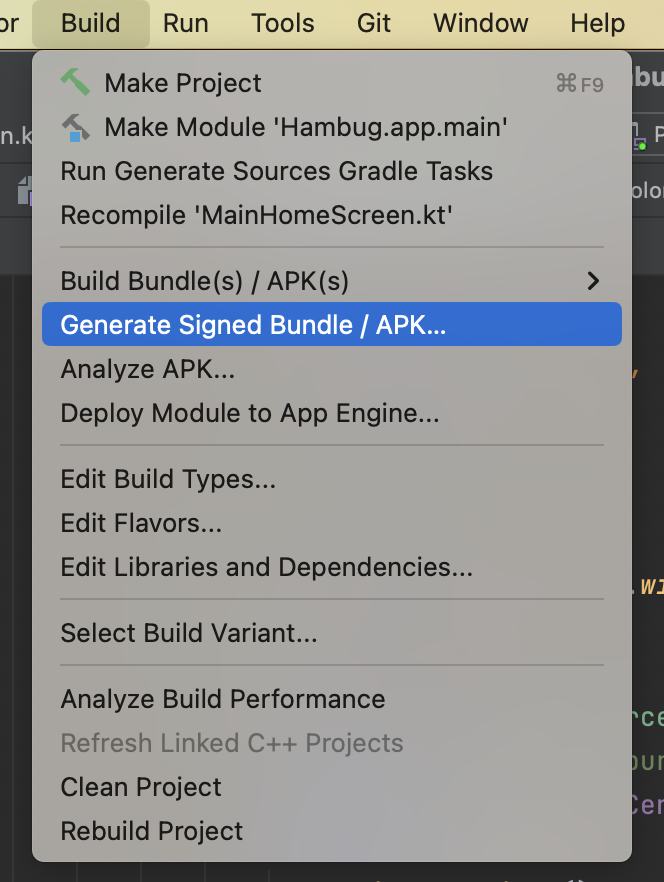 Build Run Tools Git Window Help
Make Project ⌘F9
Make Module 'Hambug.app.main'
Run Generate Sources Gradle Tasks
Recompile 'MainHomeScreen.kt'
Build Bundle(s) / APK(s)
Generate Signed Bundle / APK...
Analyze APK...
Deploy Module to App Engine...
Edit Build Types...
Edit Flavors...
Edit Libraries and Dependencies...
Select Build Variant...
Analyze Build Performance
Refresh Linked C++ Projects
Clean Project
Rebuild Project